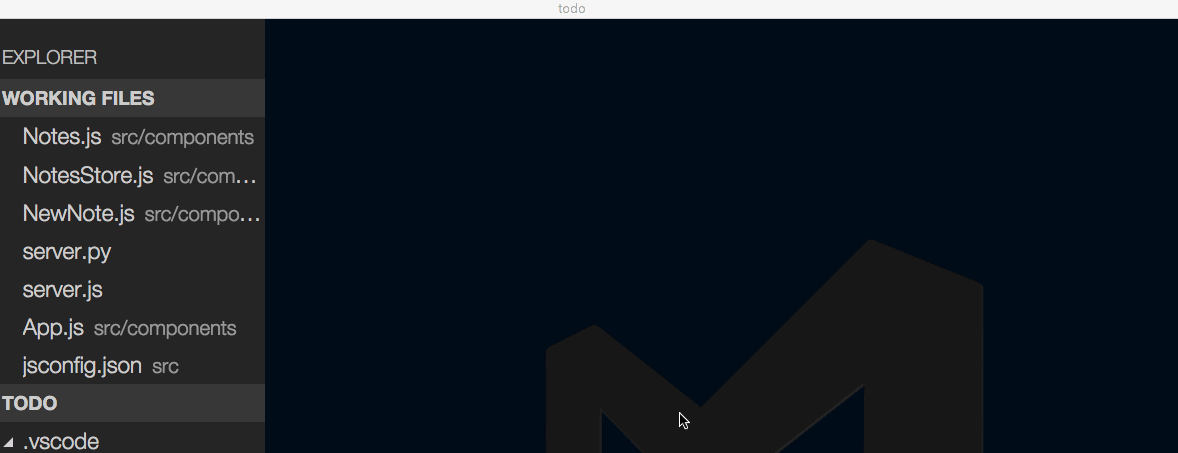 todo
EXPLORER
WORKING FILES
Notes.js src/components
NotesStore.js src/com...
NewNote.js src/compo...
server.py
server.js
App.js src/components
jsconfig.json src
TODO
.vscode